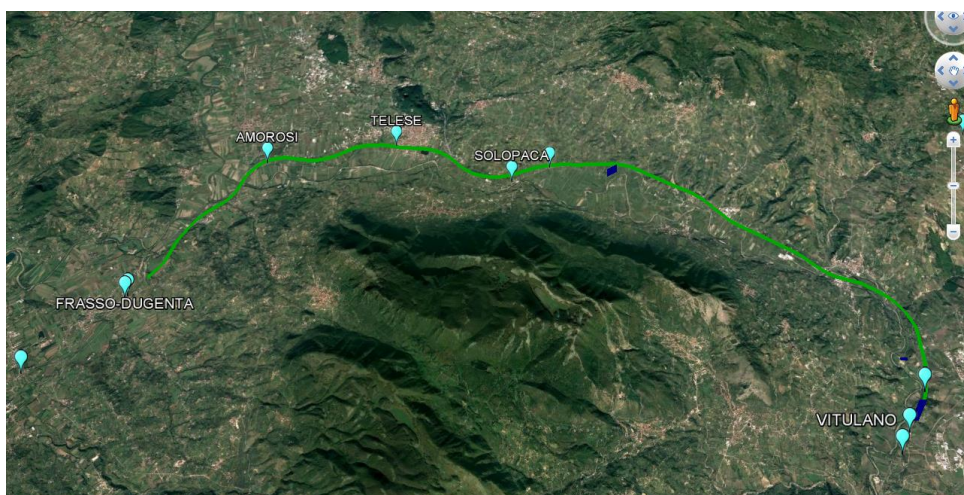 TELESE
AMOROSI
SOLOPACA
FRASSO-DUGENTA
VITULANO